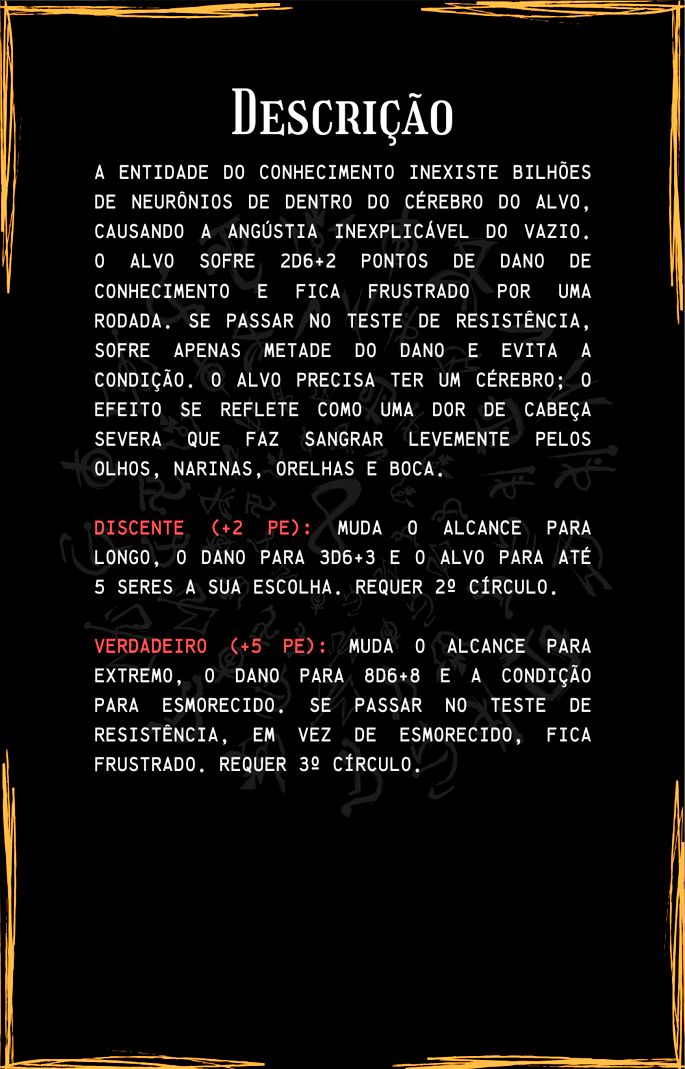 Descrição
A ENTIDADE DO CONHECIMENTO INEXISTE BILHÕES
DE NEURÔNIOS DE DENTRO DO CÉREBRO DO ALVO,
CAUSANDO A ANGÚSTIA INEXPLICÁVEL DO VAZIO.
O ALVO SOFRE 2D6+2 PONTOS DE DANO DE
CONHECIMENTO E FICA FRUSTRADO POR UMA
RODADA. SE PASSAR NO TESTE DE RESISTÊNCIA,
SOFRE APENAS METADE DO DANO E EVITA A
CONDIÇÃO. O ALVO PRECISA TER UM CÉREBRO; O
EFEITO SE REFLETE COMO UMA DOR DE CABEÇA
SEVERA QUE FAZ SANGRAR LEVEMENTE PELOS
OLHOS, NARINAS, ORELHAS E BOCA.
DISCENTE (+2 PE): MUDA O ALCANCE PARA
LONGO, O DANO PARA 3D6+3 E O ALVO PARA ATÉ
5 SERES A SUA ESCOLHA. REQUER 2º CÍRCULO.
VERDADEIRO (+5 PE): MUDA O ALCANCE PARA
EXTREMO, O DANO PARA 8D6+8 E A CONDIÇÃO
PARA ESMORECIDO. SE PASSAR NO TESTE DE
RESISTÊNCIA, EM VEZ DE ESMORECIDO, FICA
FRUSTRADO. REQUER 3º CÍRCULO.